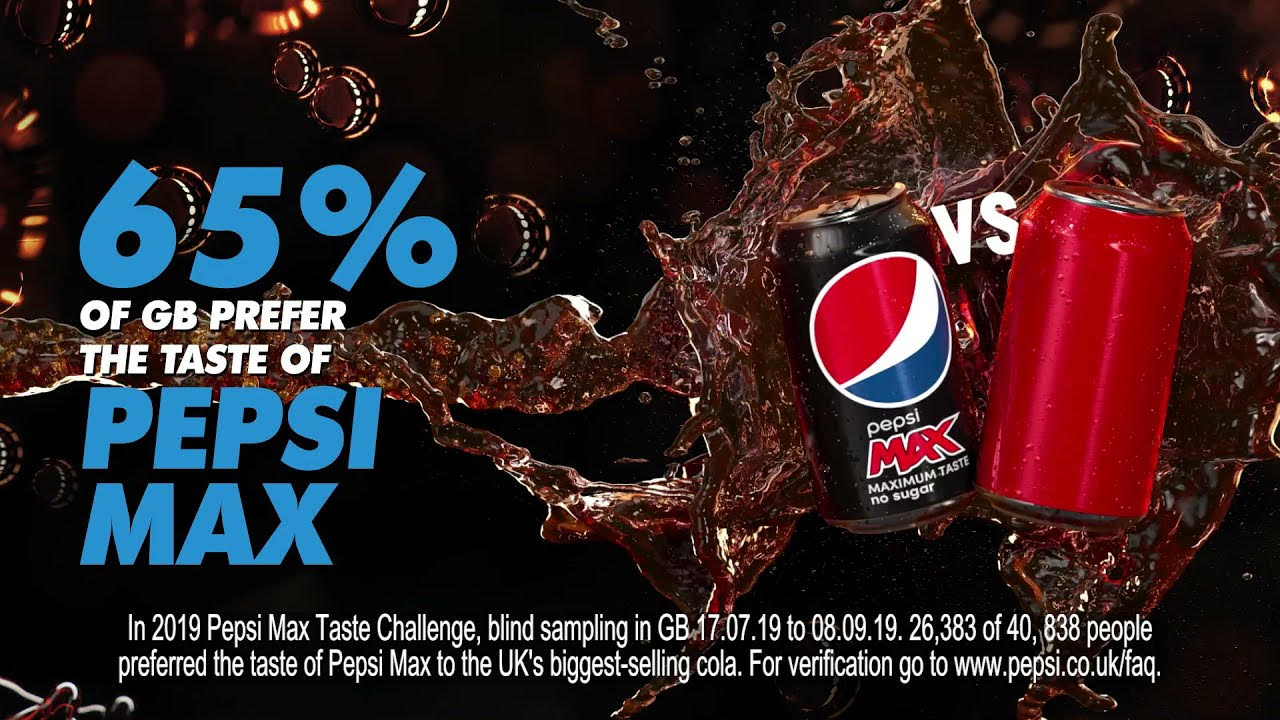 65%
OF GB PREFER
THE TASTE OF
PEPSI
MAX
VS
pepsi
MAX
MAXIMUM TASTE
no sugar
In 2019 Pepsi Max Taste Challenge, blind sampling in GB 17.07.19 to 08.09.19. 26,383 of 40, 838 people
preferred the taste of Pepsi Max to the UK's biggest-selling cola. For verification go to www.pepsi.co.uk/faq.